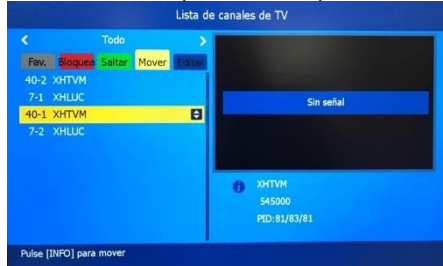 Lista de canales de TV
Todo
Fav. Bloquea Saltar Mover Editar
40-2 XHTVM
7-1 XHLUC
40-1 XHTVM
7-2 XHLUC
Sin señal
XHTVM
545000
PID:81/83/81
Pulse [INFO] para mover